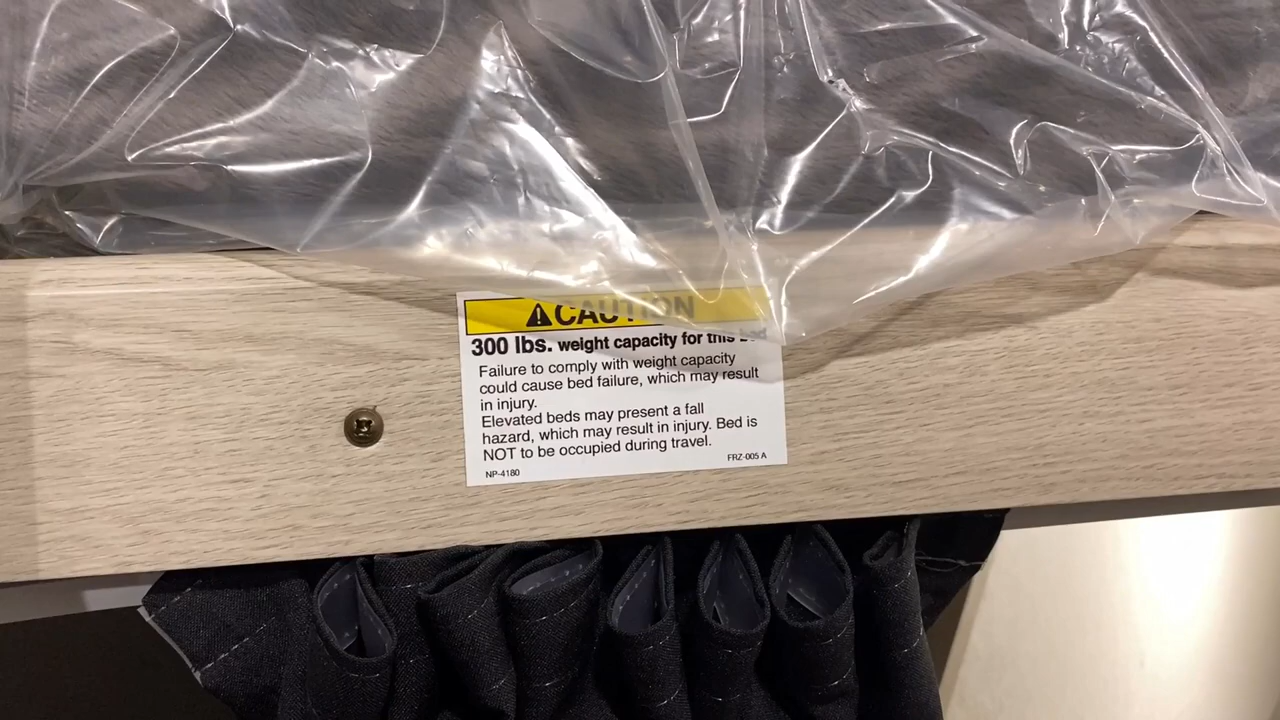 CAUTION
300 lbs. weight capacity for this bed
Failure to comply with weight capacity
could cause bed failure, which may result
in injury.
Elevated beds may present a fall
hazard, which may result in injury. Bed is
NOT to be occupied during travel.
NP-4180 FRZ-005 A